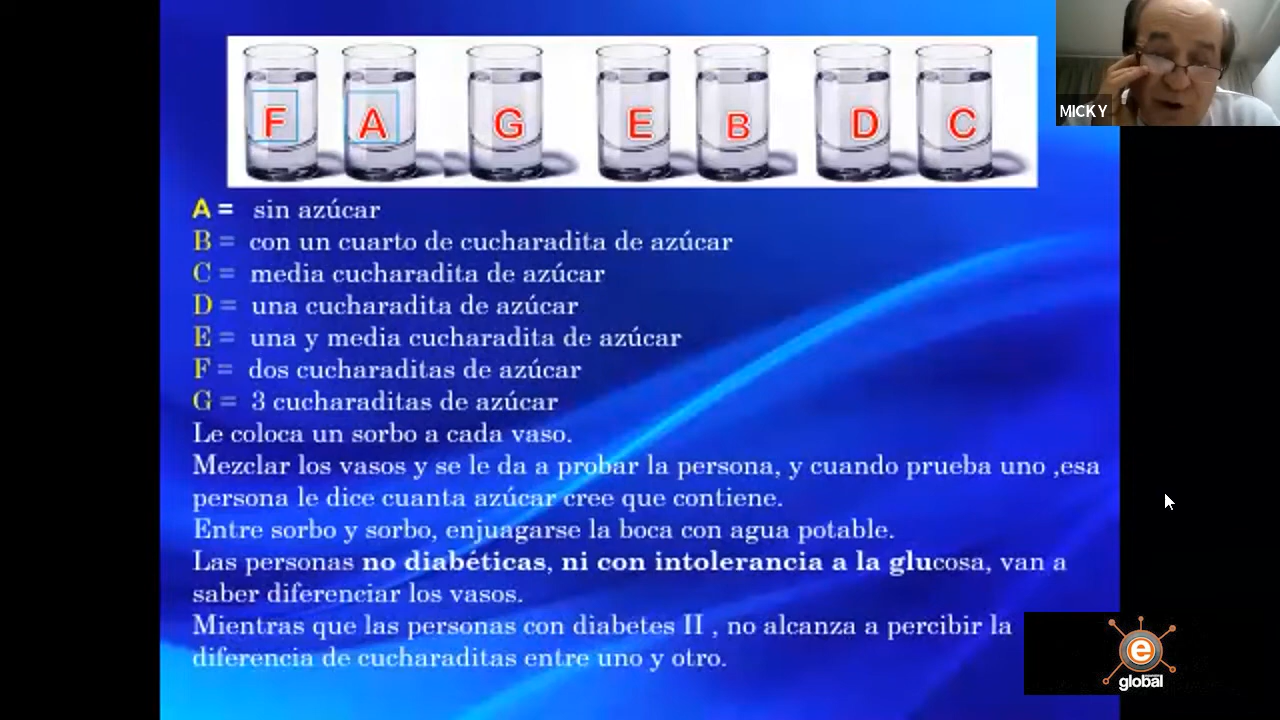 F A G E B D C
MICKY
A = sin azúcar
B = con un cuarto de cucharadita de azúcar
C = media cucharadita de azúcar
D = una cucharadita de azúcar
E = una y media cucharadita de azúcar
F = dos cucharaditas de azúcar
G = 3 cucharaditas de azúcar
Le coloca un sorbo a cada vaso.
Mezclar los vasos y se le da a probar la persona, y cuando prueba uno ,esa
persona le dice cuanta azúcar cree que contiene.
Entre sorbo y sorbo, enjuagarse la boca con agua potable.
Las personas no diabéticas, ni con intolerancia a la glucosa, van a
saber diferenciar los vasos.
Mientras que las personas con diabetes II , no alcanza a percibir la
diferencia de cucharaditas entre uno y otro.
e
global